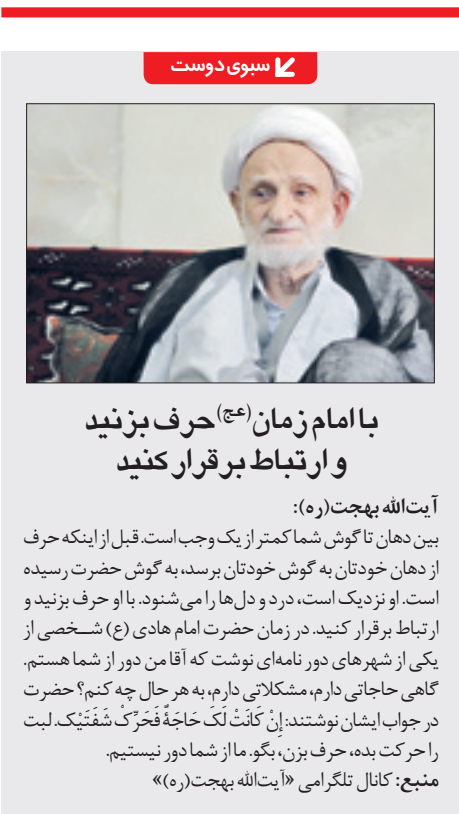 سبوی دوست
با امام زمان(عج) حرف بزنید
و ارتباط برقرار کنید
آیت‌الله بهجت(ره):
بین دهان تا گوش شما کمتر از یک وجب است. قبل از اینکه حرف
از دهان خودتان به گوش خودتان برسد، به گوش حضرت رسیده
است. او نزدیک است، درد و دل‌ها را می‌شنود. با او حرف بزنید و
ارتباط برقرار کنید. در زمان حضرت امام هادی (ع) شخصی از
یکی از شهرهای دور نامه‌ای نوشت که آقا من دور از شما هستم.
گاهی حاجاتی دارم، مشکلاتی دارم، به هر حال چه کنم؟ حضرت
در جواب ایشان نوشتند: إِنْ کَانَتْ لَکَ حَاجَةٌ فَحَرِّکْ شَفَتَیْک. لبت
را حرکت بده، حرف بزن، بگو. ما از شما دور نیستیم.
منبع: کانال تلگرامی «آیت‌الله بهجت(ره)»